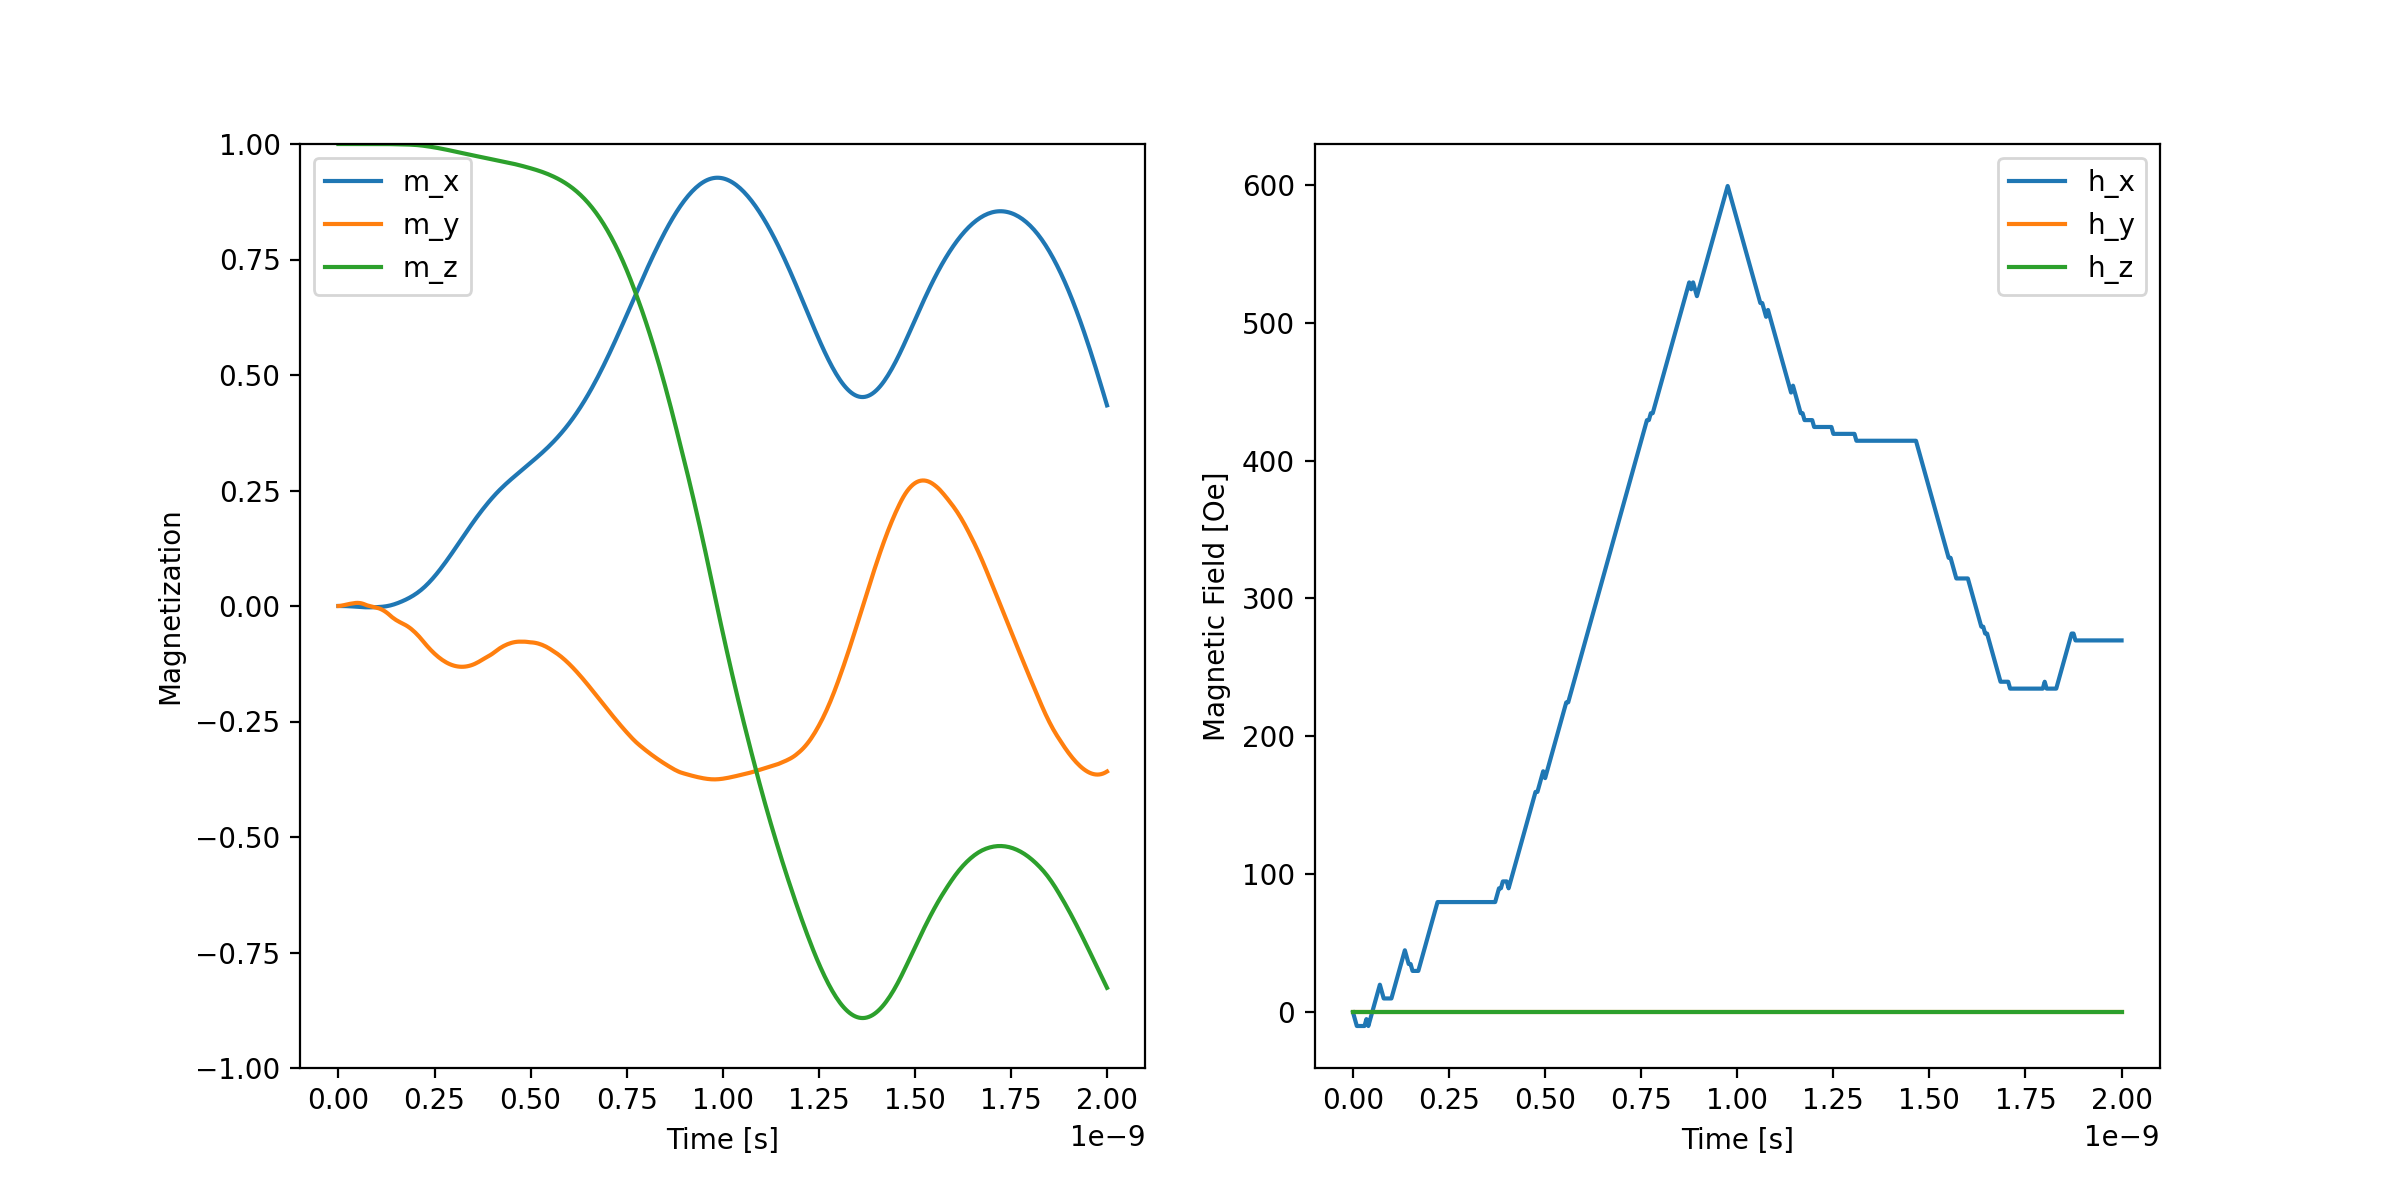 1.00
0.75
0.50
0.25
0.00
−0.25
−0.50
−0.75
−1.00
Magnetization
m_x
m_y
m_z
0.00 0.25 0.50 0.75 1.00 1.25 1.50 1.75 2.00
Time [s]
1e−9
600
500
400
300
200
100
0
Magnetic Field [Oe]
h_x
h_y
h_z
0.00 0.25 0.50 0.75 1.00 1.25 1.50 1.75 2.00
Time [s]
1e−9